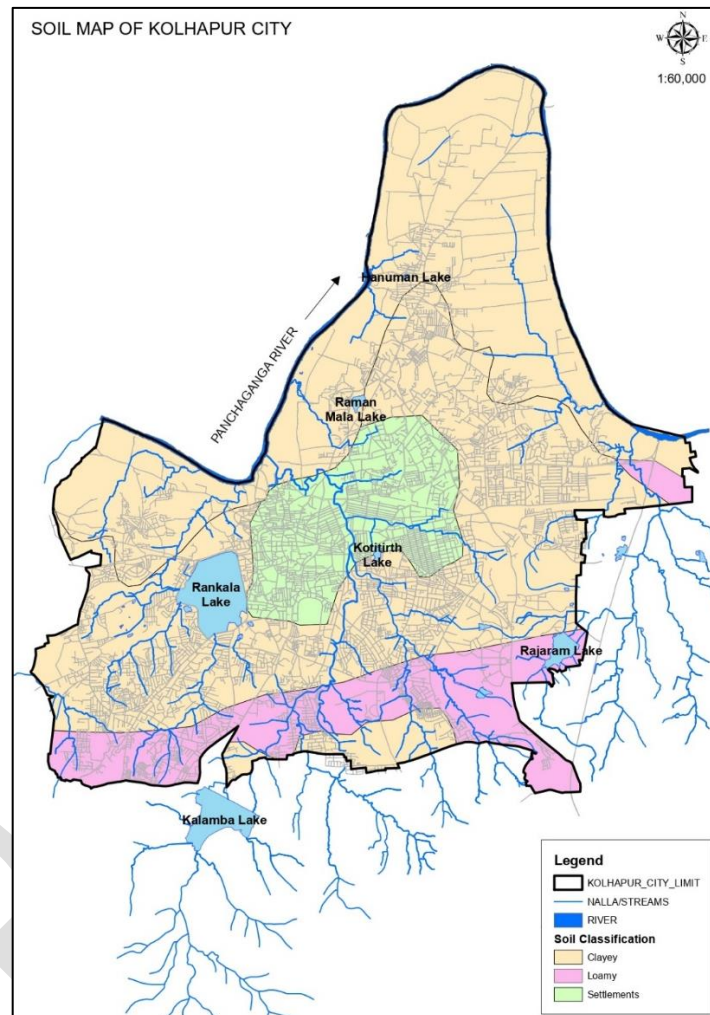 SOIL MAP OF KOLHAPUR CITY
N
W
E
S
1:60,000
Hanuman Lake
PANCHAGANGA RIVER
Raman
Mala Lake
Kotitirth
Lake
Rankala
Lake
Rajaram Lake
Kalamba Lake
Legend
KOLHAPUR_CITY_LIMIT
NALLA/STREAMS
RIVER
Soil Classification
Clayey
Loamy
Settlements